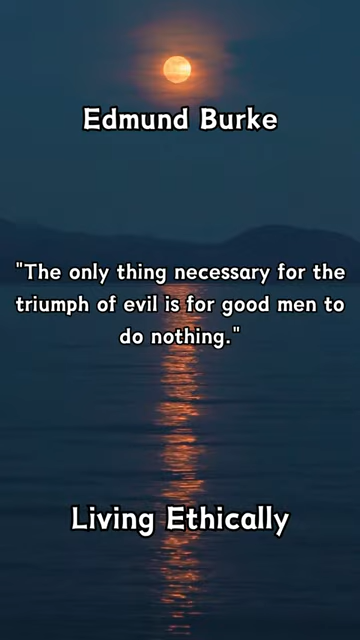 Edmund Burke
"The only thing necessary for the
triumph of evil is for good men to
do nothing."
Living Ethically